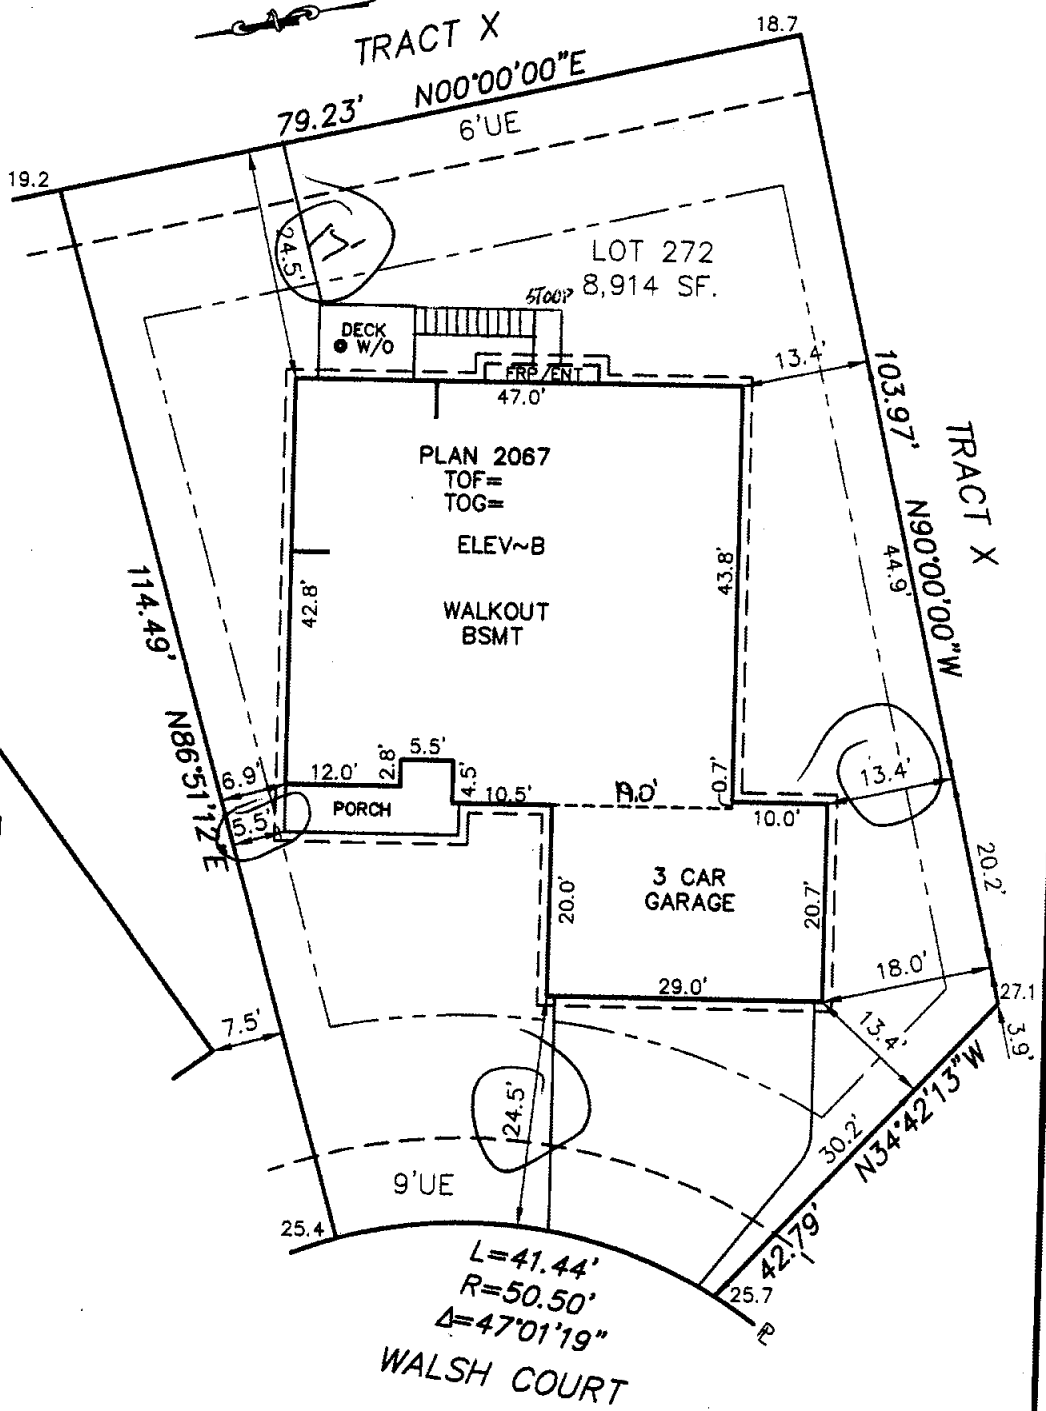 TRACT X
18.7
N00°00'00"E
79.23'
6'UE
19.2
24.5'
17'
LOT 272
8,914 SF.
STOOP
DECK
W/O
FRP/ENT
47.0'
13.4'
103.97'
TRACT X
PLAN 2067
TOF=
TOG=
ELEV~B
N90°00'00"W
44.9'
43.8'
42.8'
WALKOUT
BSMT
114.49'
N86°51'12"E
6.9'
5.5'
12.0'
2.8'
5.5'
4.5'
10.5'
19.0'
0.7'
10.0'
13.4'
PORCH
3 CAR
GARAGE
20.0'
20.7'
20.2'
29.0'
18.0'
27.1
3.9'
7.5'
13.4'
24.5'
30.2'
N34°42'13"W
42.79'
9'UE
25.4
25.7
L=41.44'
R=50.50'
Δ=47°01'19"
PL
WALSH COURT